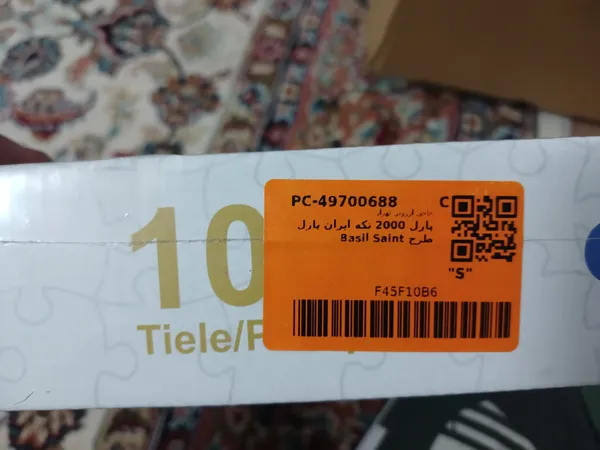 10
Tiele/P
PC-49700688
C
پازل 2000 تکه ایران پازل
طرح Basil Saint
"S"
F45F10B6